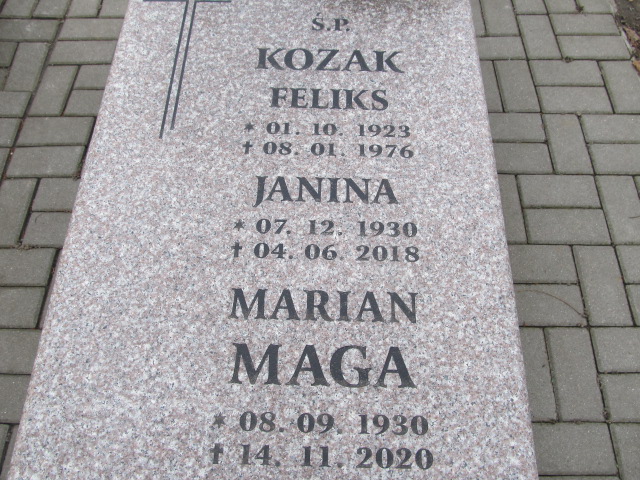 Ś.P.
KOZAK
FELIKS
* 01. 10. 1923
† 08. 01. 1976
JANINA
* 07. 12. 1930
† 04. 06. 2018
MARIAN
MAGA
* 08. 09. 1930
† 14. 11. 2020